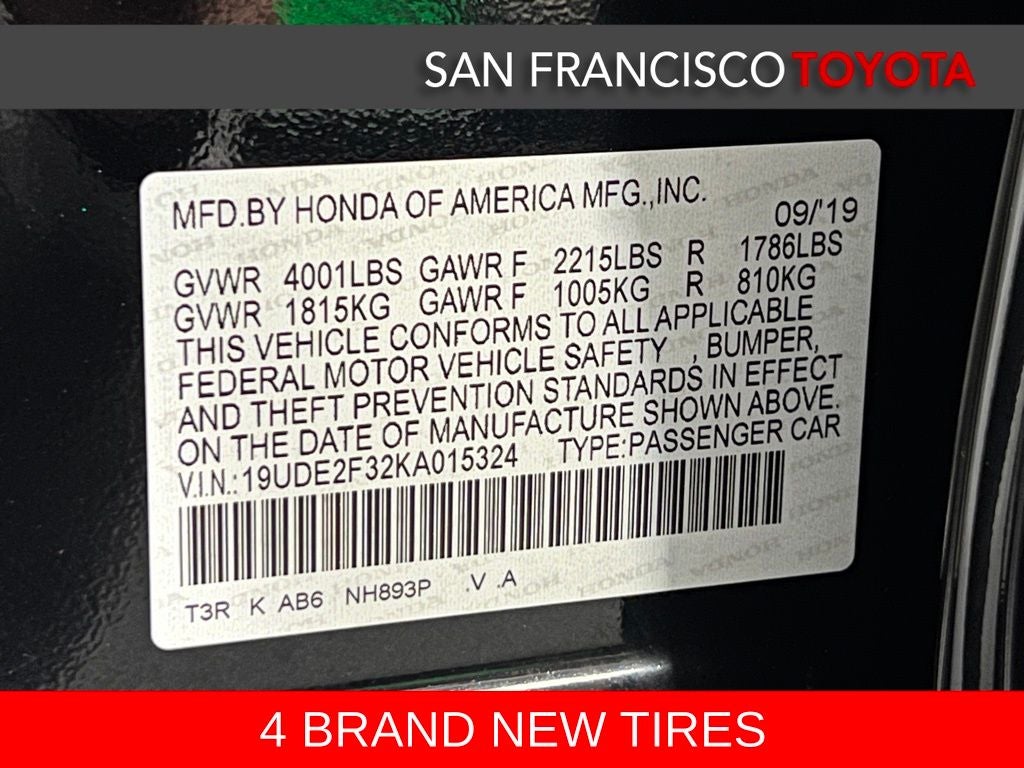 SAN FRANCISCO TOYOTA
MFD.BY HONDA OF AMERICA MFG.,INC.
09/'19
GVWR 4001LBS GAWR F 2215LBS R 1786LBS
GVWR 1815KG GAWR F 1005KG R 810KG
THIS VEHICLE CONFORMS TO ALL APPLICABLE
FEDERAL MOTOR VEHICLE SAFETY , BUMPER,
AND THEFT PREVENTION STANDARDS IN EFFECT
ON THE DATE OF MANUFACTURE SHOWN ABOVE.
V.I.N.:19UDE2F32KA015324 TYPE:PASSENGER CAR
T3R K AB6 NH893P .V .A
4 BRAND NEW TIRES